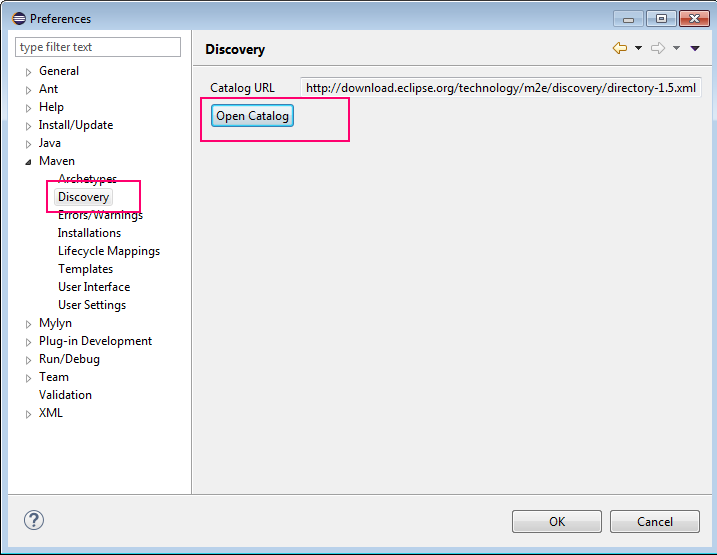 Preferences
type filter text
General
Ant
Help
Install/Update
Java
Maven
Archetypes
Discovery
Errors/Warnings
Installations
Lifecycle Mappings
Templates
User Interface
User Settings
Mylyn
Plug-in Development
Run/Debug
Team
Validation
XML
Discovery
Catalog URL http://download.eclipse.org/technology/m2e/discovery/directory-1.5.xml
Open Catalog
?
OK Cancel